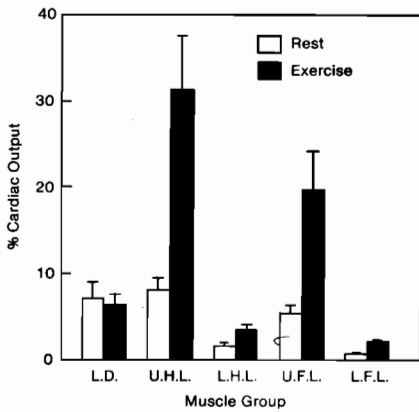 Rest
Exercise
40
30
20
10
0
% Cardiac Output
L.D.
U.H.L.
L.H.L.
U.F.L.
L.F.L.
Muscle Group